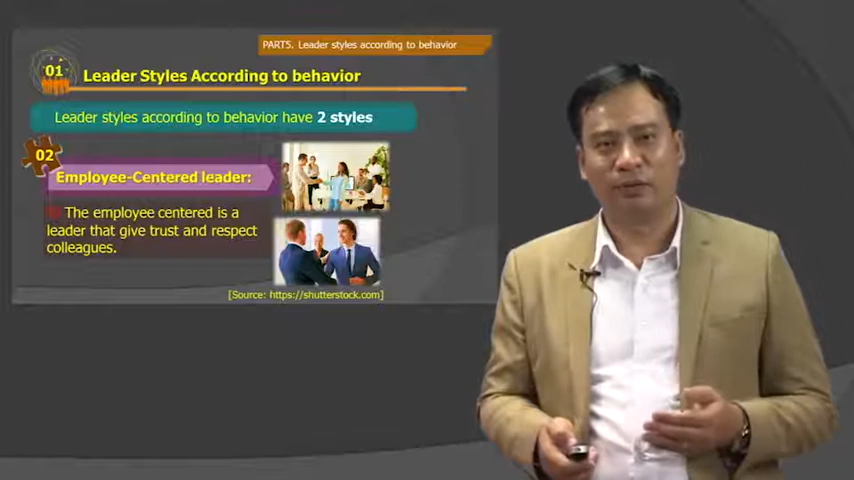 PART5. Leader styles according to behavior
01
Leader Styles According to behavior
Leader styles according to behavior have 2 styles
02
Employee-Centered leader:
The employee centered is a
leader that give trust and respect
colleagues.
[Source: https://shutterstock.com]